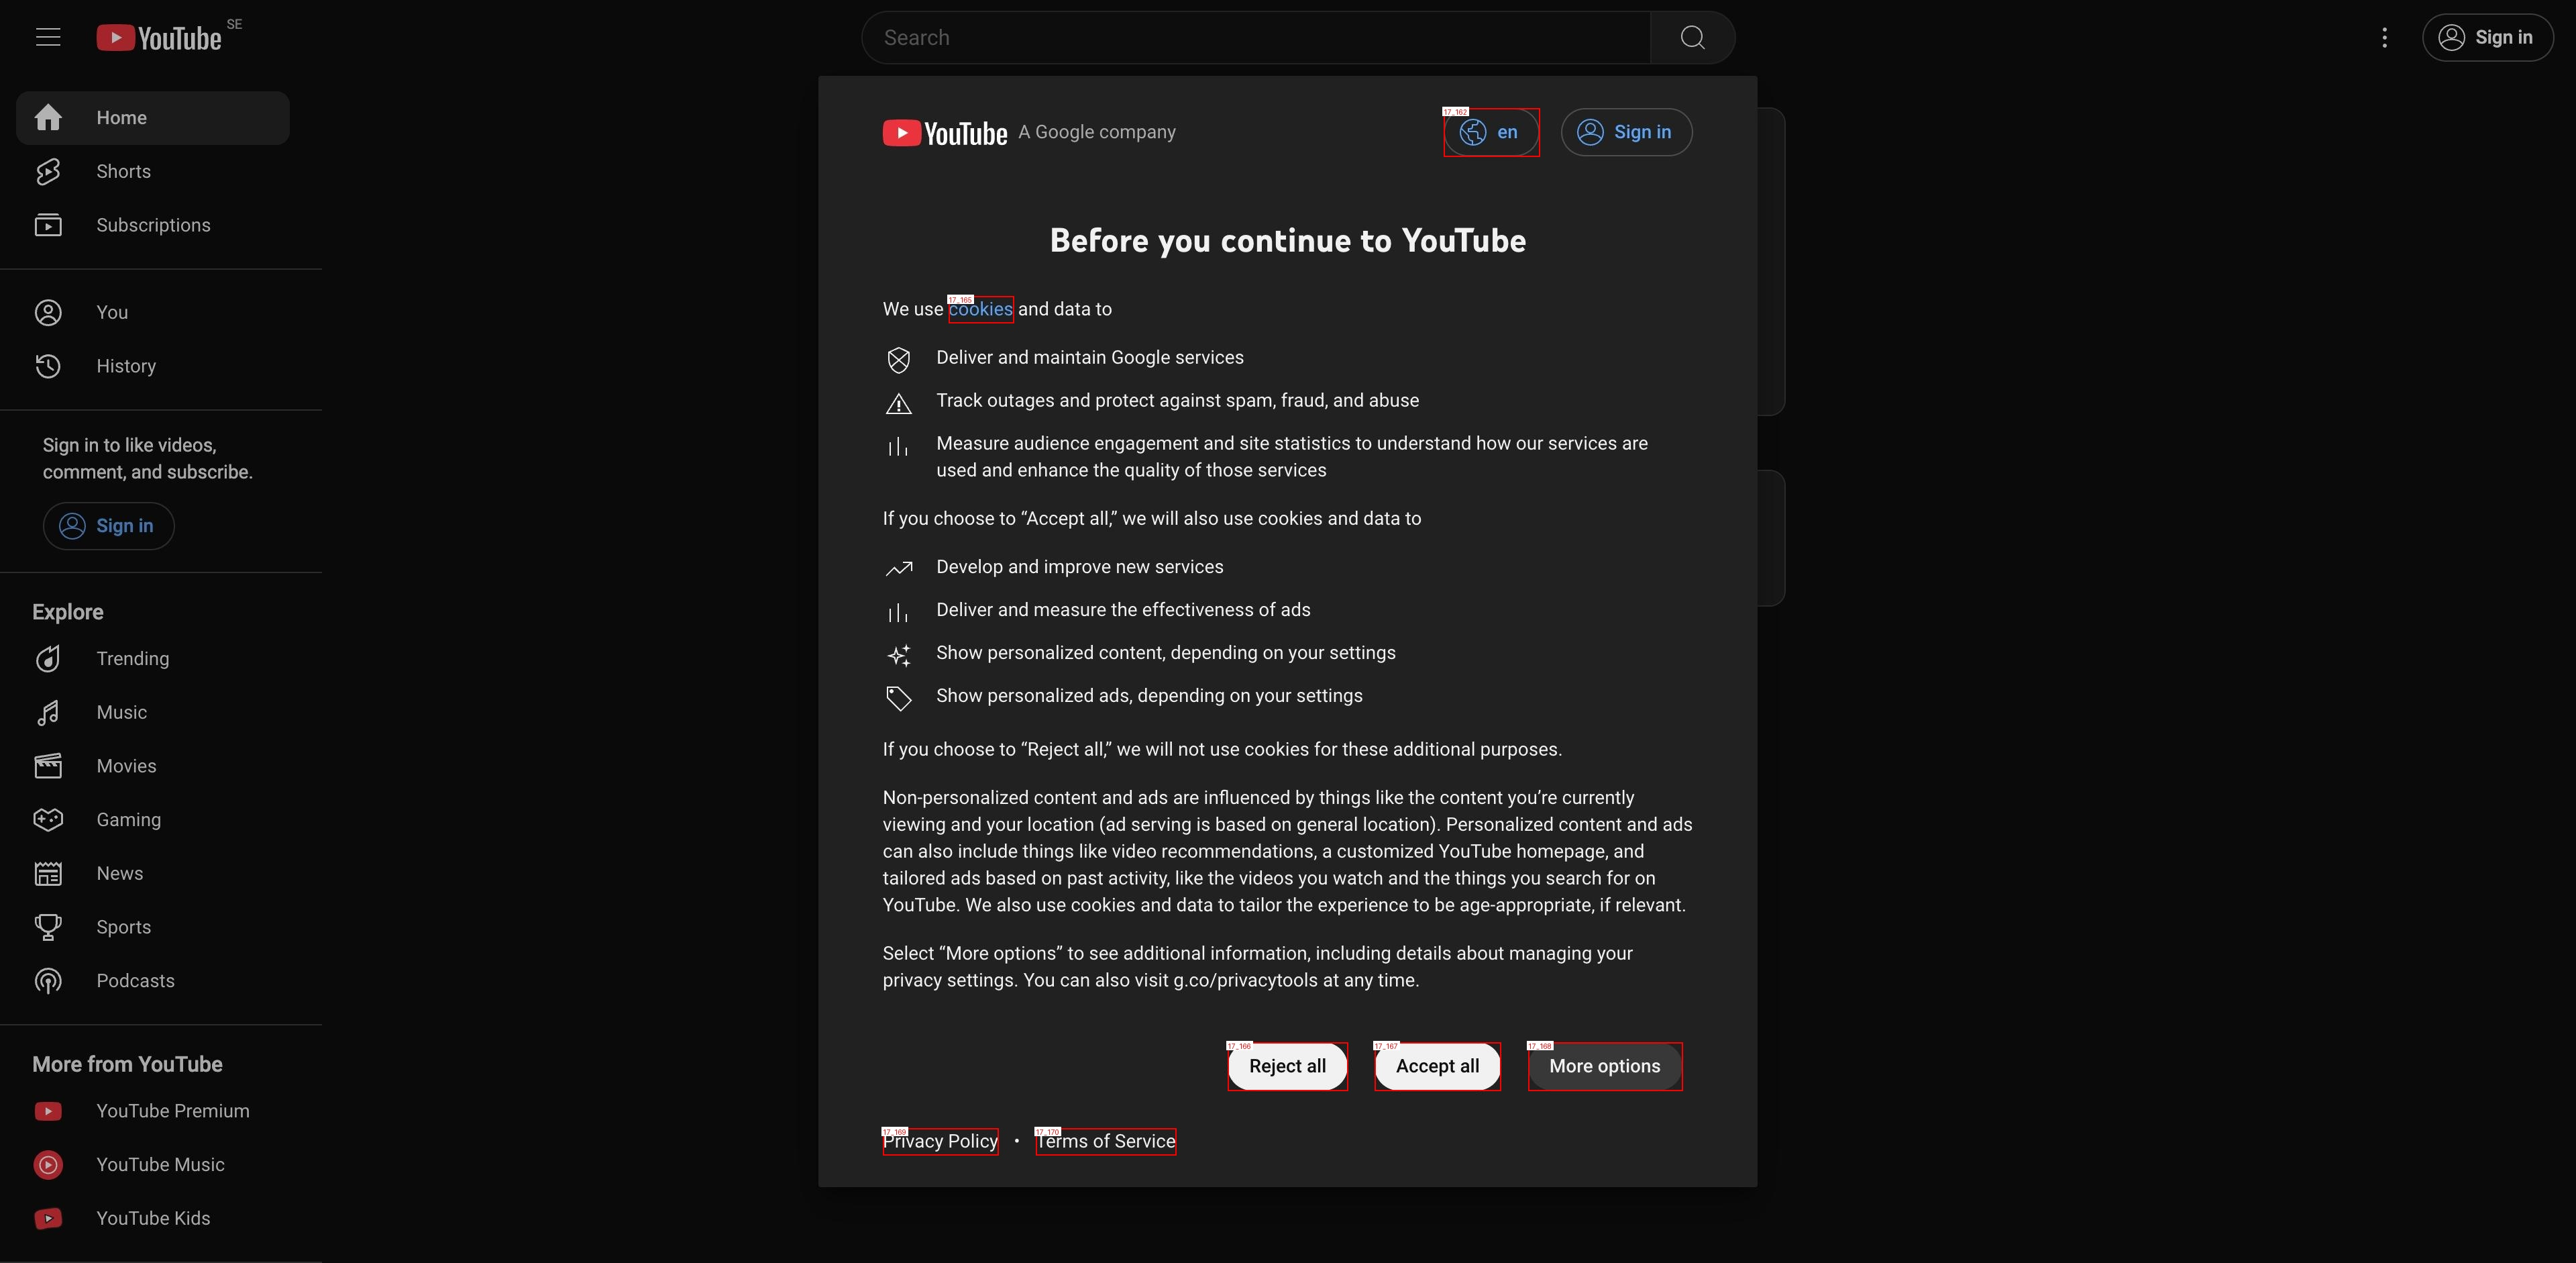 YouTube SE
Search
Sign in
Home
Shorts
Subscriptions
You
History
Sign in to like videos,
comment, and subscribe.
Sign in
Explore
Trending
Music
Movies
Gaming
News
Sports
Podcasts
More from YouTube
YouTube Premium
YouTube Music
YouTube Kids
YouTube A Google company
17_162
en
Sign in
Before you continue to YouTube
17_165
We use cookies and data to
Deliver and maintain Google services
Track outages and protect against spam, fraud, and abuse
Measure audience engagement and site statistics to understand how our services are
used and enhance the quality of those services
If you choose to “Accept all,” we will also use cookies and data to
Develop and improve new services
Deliver and measure the effectiveness of ads
Show personalized content, depending on your settings
Show personalized ads, depending on your settings
If you choose to “Reject all,” we will not use cookies for these additional purposes.
Non-personalized content and ads are influenced by things like the content you’re currently
viewing and your location (ad serving is based on general location). Personalized content and ads
can also include things like video recommendations, a customized YouTube homepage, and
tailored ads based on past activity, like the videos you watch and the things you search for on
YouTube. We also use cookies and data to tailor the experience to be age-appropriate, if relevant.
Select “More options” to see additional information, including details about managing your
privacy settings. You can also visit g.co/privacytools at any time.
17_166
Reject all
17_167
Accept all
17_168
More options
17_169
Privacy Policy
•
17_170
Terms of Service